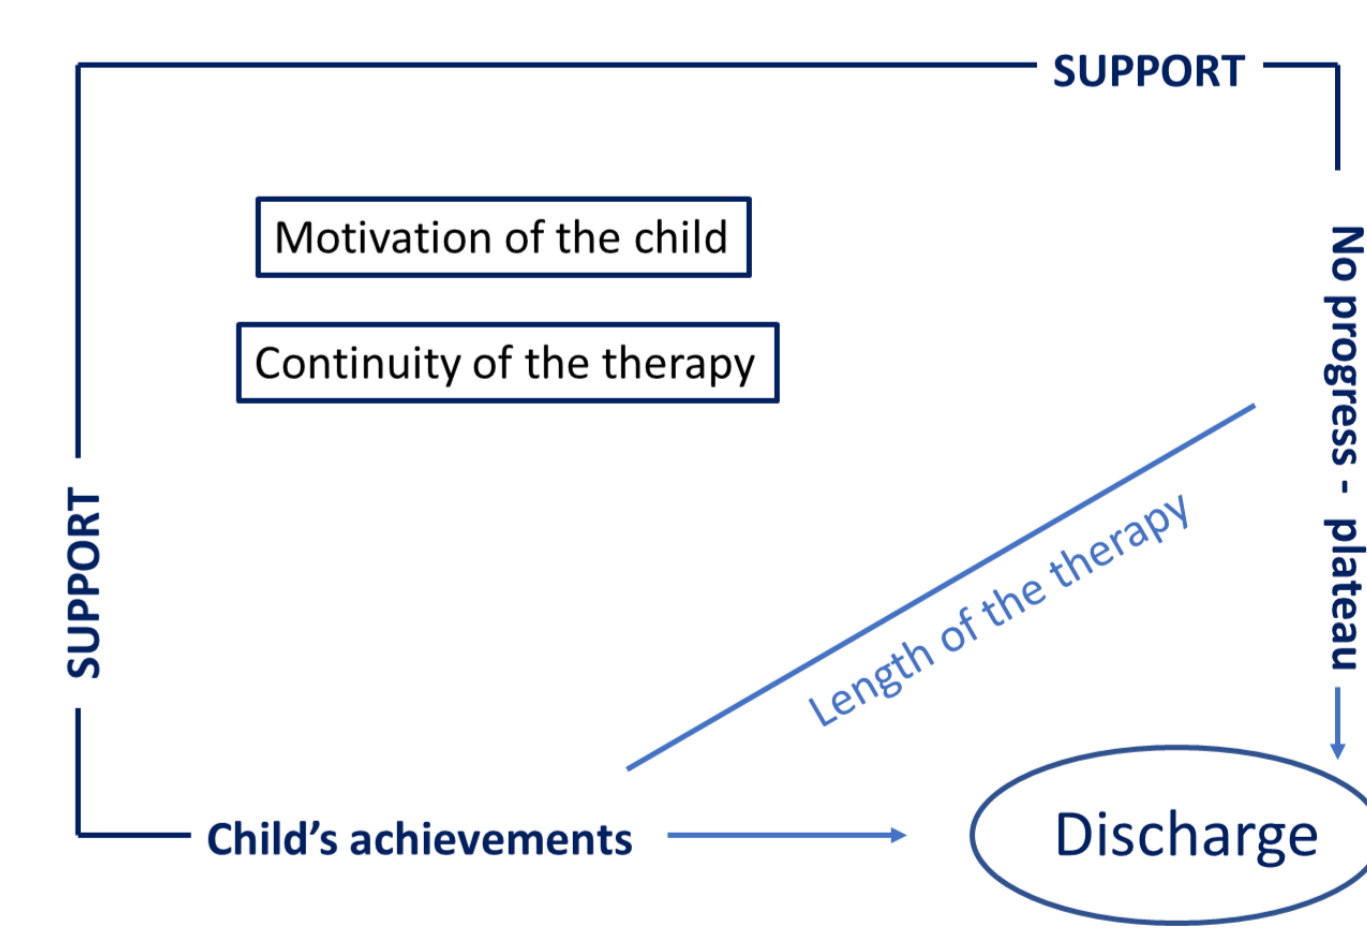 SUPPORT
Motivation of the child
Continuity of the therapy
No progress - plateau
SUPPORT
Length of the therapy
Child’s achievements
Discharge